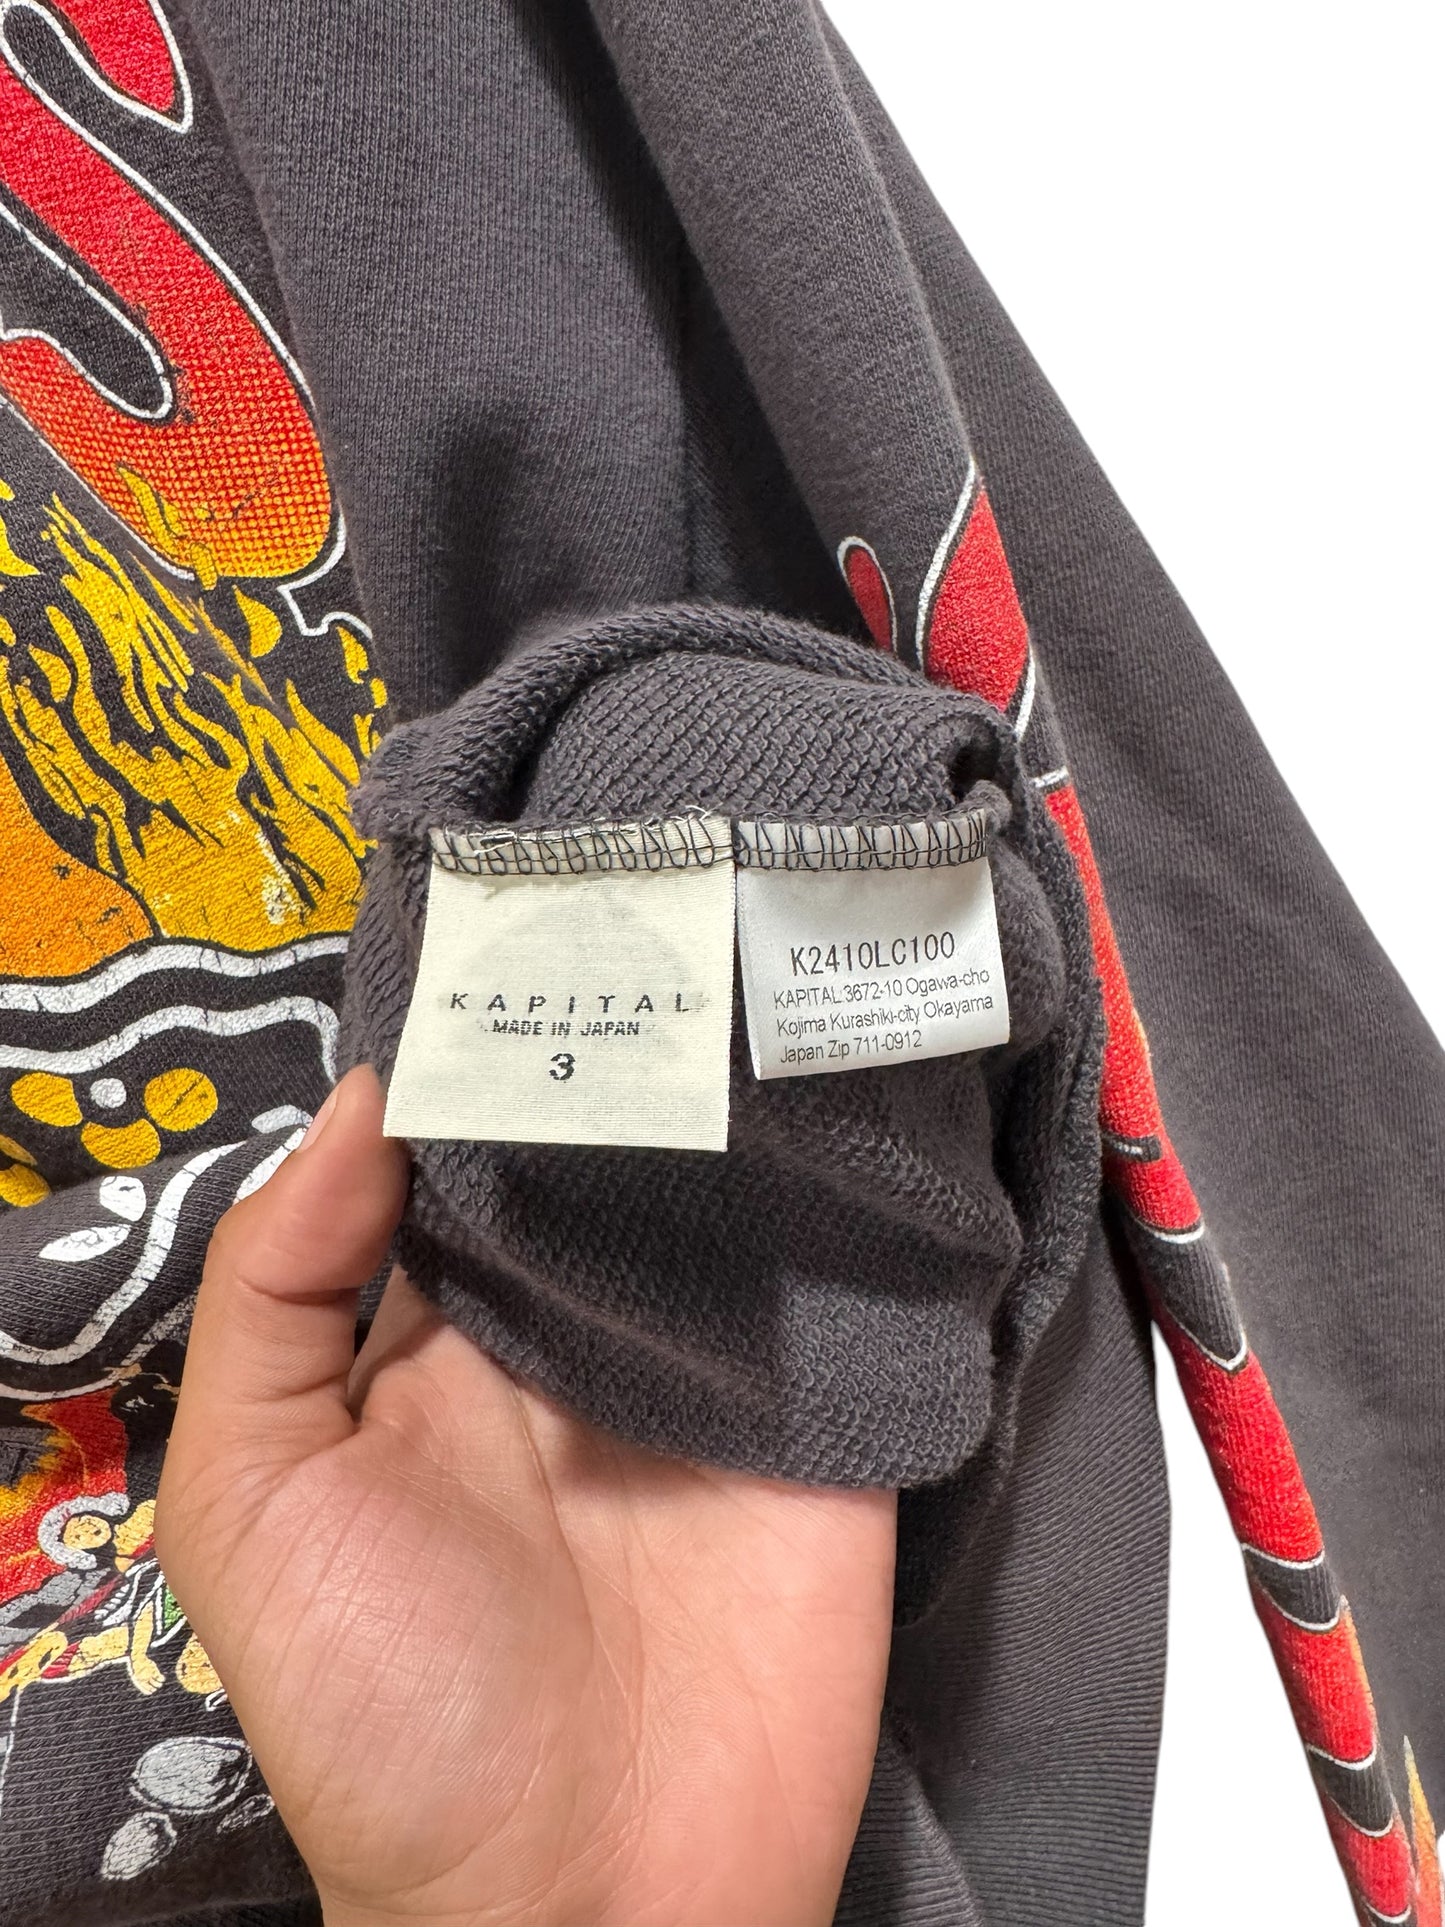 S
KAPITAL
MADE IN JAPAN
3
K2410LC100
KAPITAL 3672-10 Ogawa-cho
Kojima Kurashiki-city Okayama
Japan Zip 711-0912